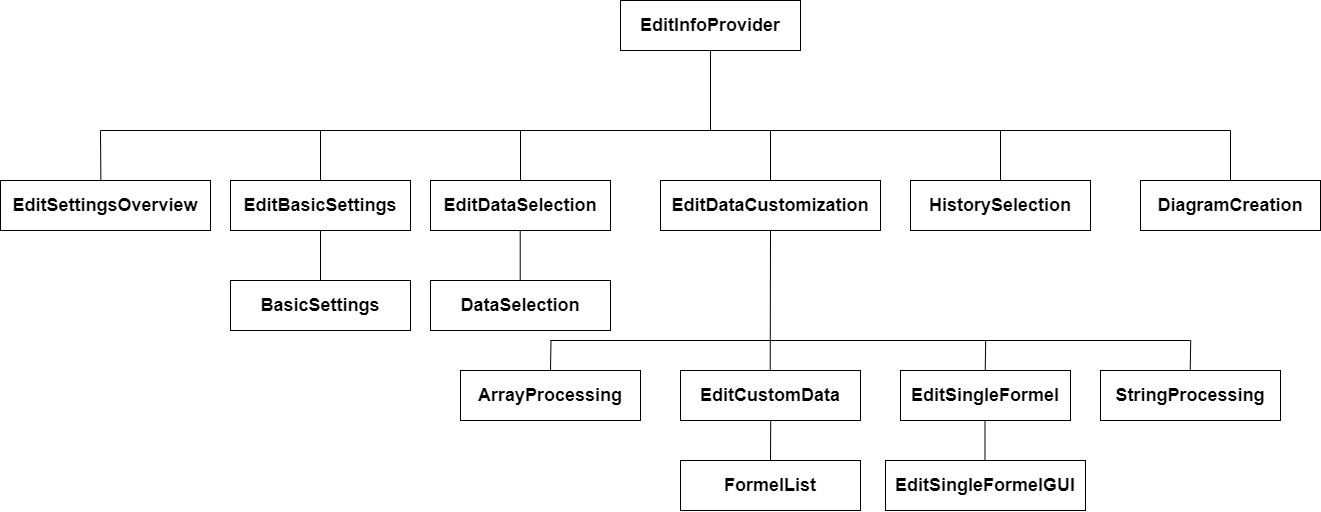 EditInfoProvider
EditSettingsOverview
EditBasicSettings
EditDataSelection
EditDataCustomization
HistorySelection
DiagramCreation
BasicSettings
DataSelection
ArrayProcessing
EditCustomData
EditSingleFormel
StringProcessing
FormelList
EditSingleFormelGUI